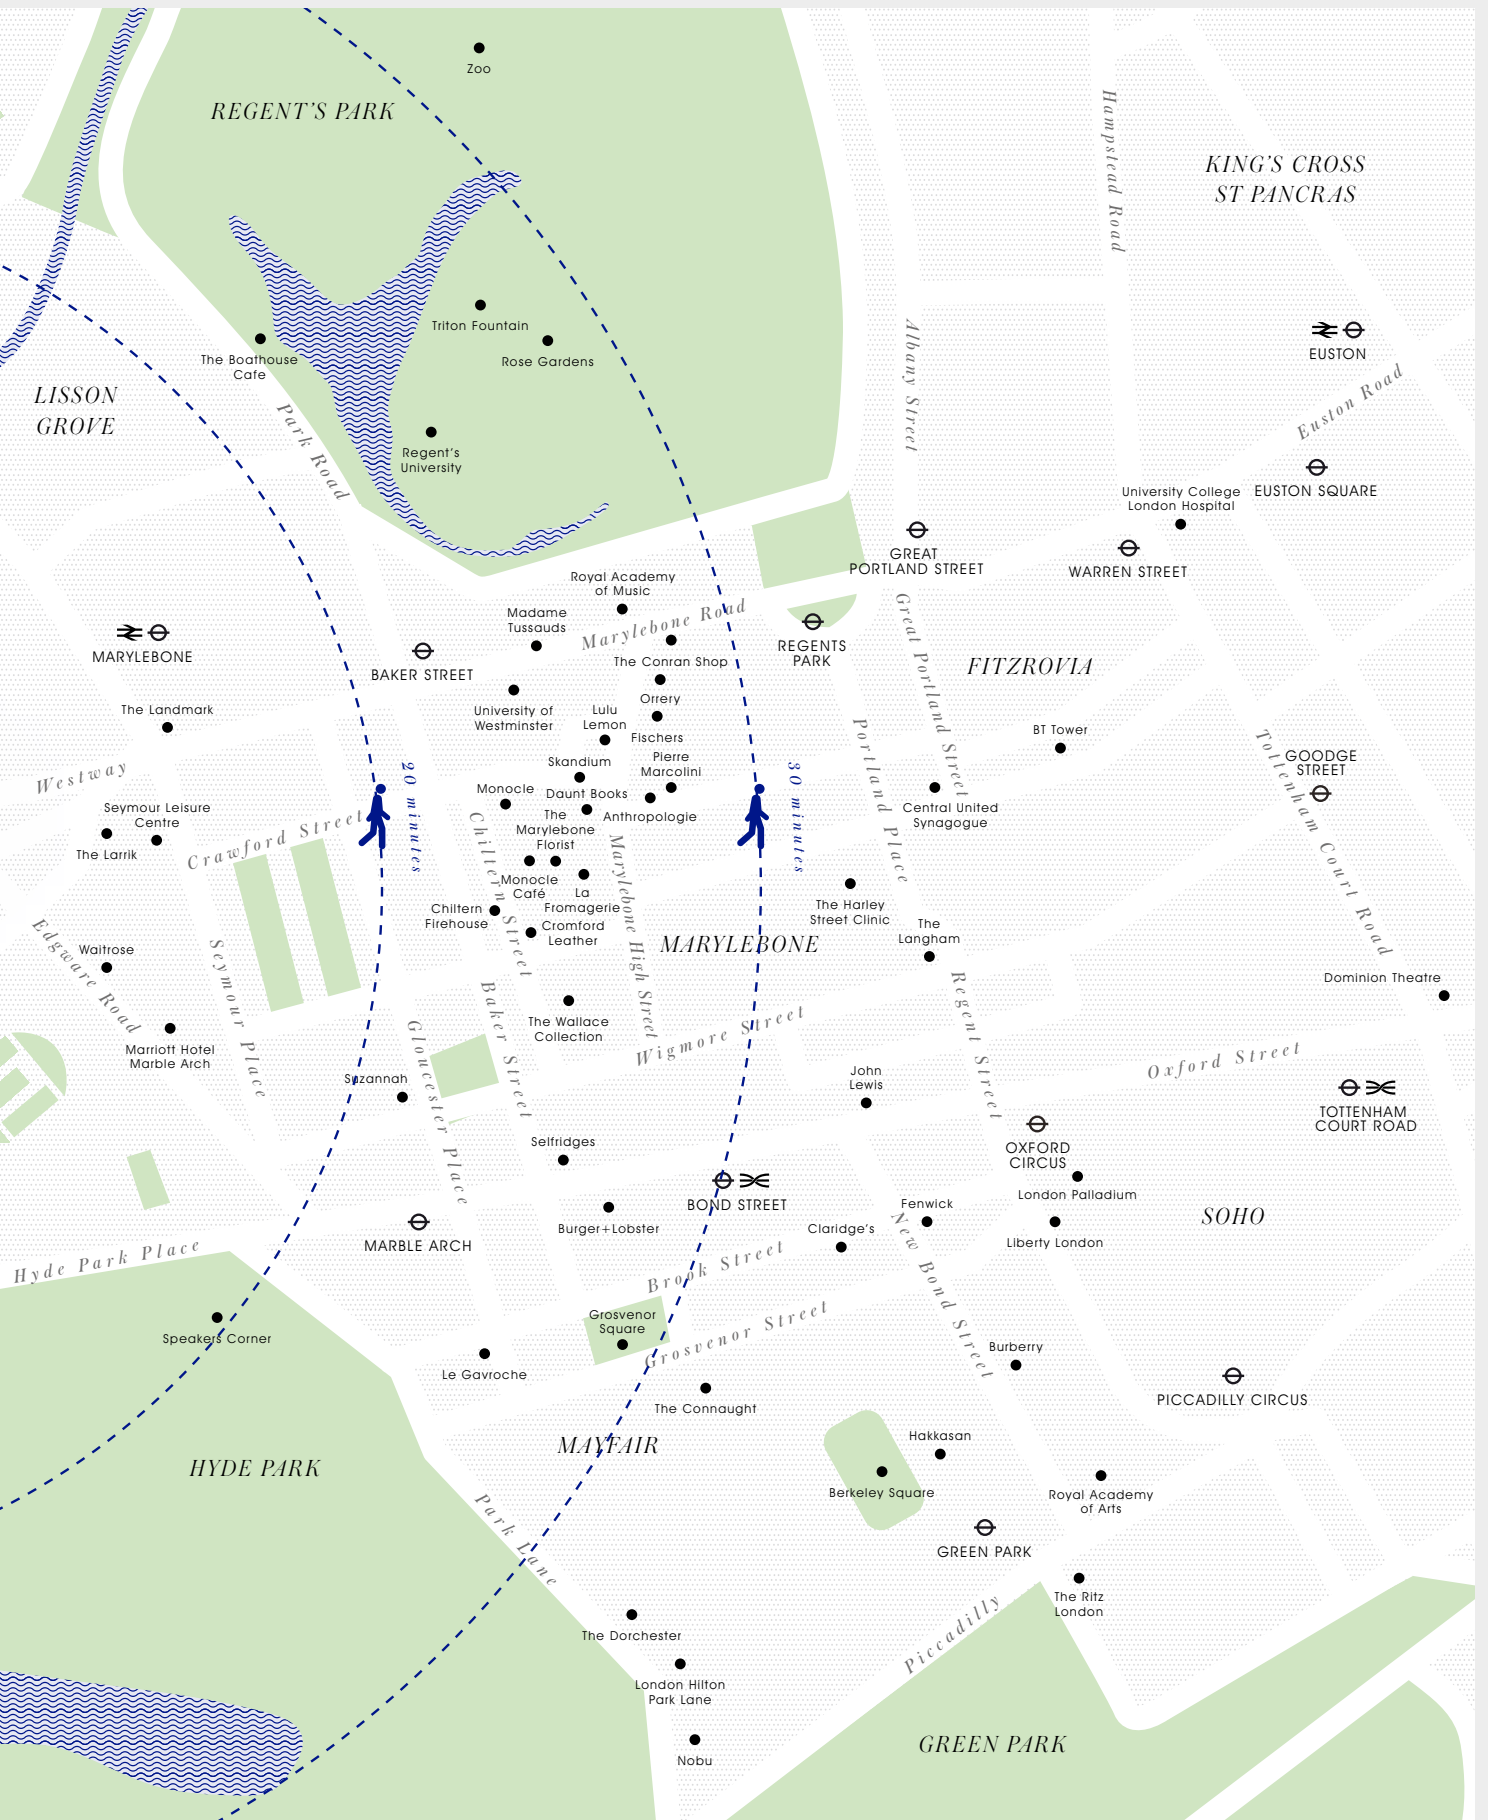 Zoo
REGENT'S PARK
Hampstead Road
KING'S CROSS
ST PANCRAS
Triton Fouintain
Rose Gardens
The Boathouse
Cafe
Albany Street
EUSTON
LISSON
GROVE
Park Road
Euston Road
Regent's
University
University College
London Hospital
EUSTON SQUARE
GREAT
PORTLAND STREET
WARREN STREET
Royal Academy
of Music
Madame
Tussauds
Marylebone Road
Great Portland Street
REGENTS
PARK
MARYLEBONE
BAKER STREET
The Conran Shop
FITZROVIA
Orrery
The Landmark
University of
Westminster
Lulu
Lemon
Fischers
Portland Place
BT Tower
Tottenham Court Road
GOODGE
STREET
Westway
20 minutes
Skandium
Pierre
Marcolini
30 minutes
Monocle
Daunt Books
Seymour Leisure
Centre
Crawford Street
Chiltern Street
The
Marylebone
Florist
Anthropologie
Central United
Synagogue
The Larrik
Marylebone High Street
Monocle
Café
La
Fromagerie
The Harley
Street Clinic
Chiltern
Firehouse
Cromford
Leather
The
Langham
Edgware Road
Waitrose
Seymour Place
MARYLEBONE
Dominion Theatre
Regent Street
Baker Street
The Wallace
Collection
Wigmore Street
Marriott Hotel
Marble Arch
Gloucester Place
Oxford Street
Suzannah
John
Lewis
TOTTENHAM
COURT ROAD
Selfridges
OXFORD
CIRCUS
London Palladium
BOND STREET
Fenwick
New Bond Street
SOHO
Burger+Lobster
Claridge's
Liberty London
MARBLE ARCH
Hyde Park Place
Brook Street
Grosvenor
Square
Grosvenor Street
Speakers Corner
Burberry
Le Gavroche
The Connaught
PICCADILLY CIRCUS
MAYFAIR
Hakkasan
HYDE PARK
Berkeley Square
Royal Academy
of Arts
Park Lane
GREEN PARK
The Ritz
London
Piccadilly
The Dorchester
London Hilton
Park Lane
GREEN PARK
Nobu